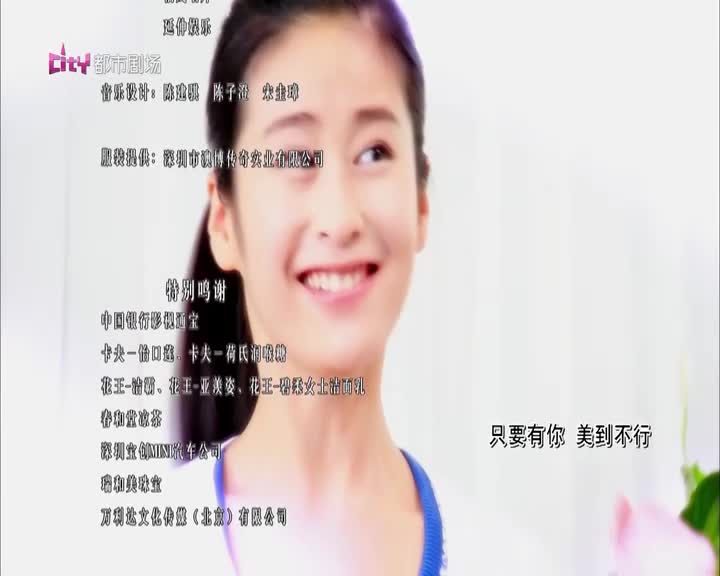 延伸娱乐
City都市剧场
音乐设计：陈建骐 陈子澄 宋圭璋
服装提供：深圳市澳博传奇实业有限公司
特别鸣谢
中国银行影视通宝
卡夫－怡口莲、卡夫－荷氏润喉糖
花王-洁霸、花王-亚羡姿、花王-碧柔女士洁面乳
春和堂凉茶
只要有你 美到不行
深圳宝创MINI汽车公司
瑞和美珠宝
万利达文化传媒（北京）有限公司